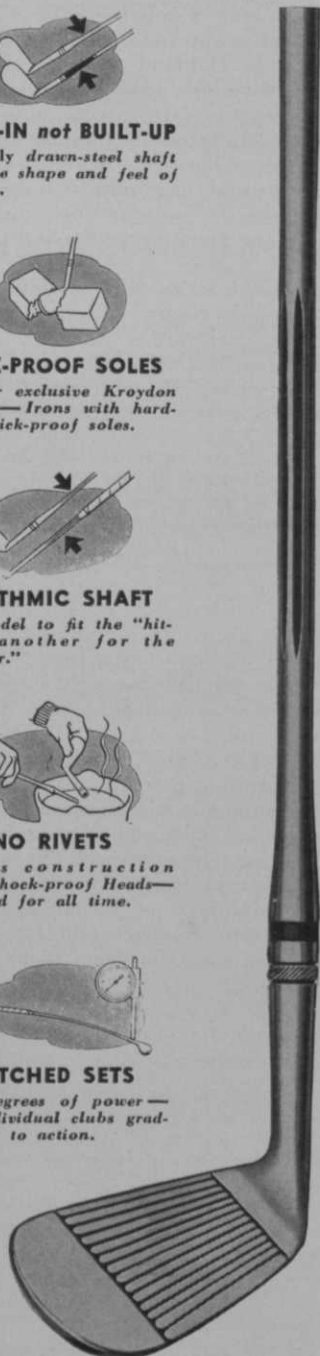 -IN not BUILT-UP
ly drawn-steel shaft
e shape and feel of
-PROOF SOLES
exclusive Kroydon
— Irons with hard-
ick-proof soles.
THMIC SHAFT
del to fit the "hit-
another for the
r."
NO RIVETS
s construction
hock-proof Heads—
d for all time.
TCHED SETS
egrees of power—
dividual clubs grad-
to action.